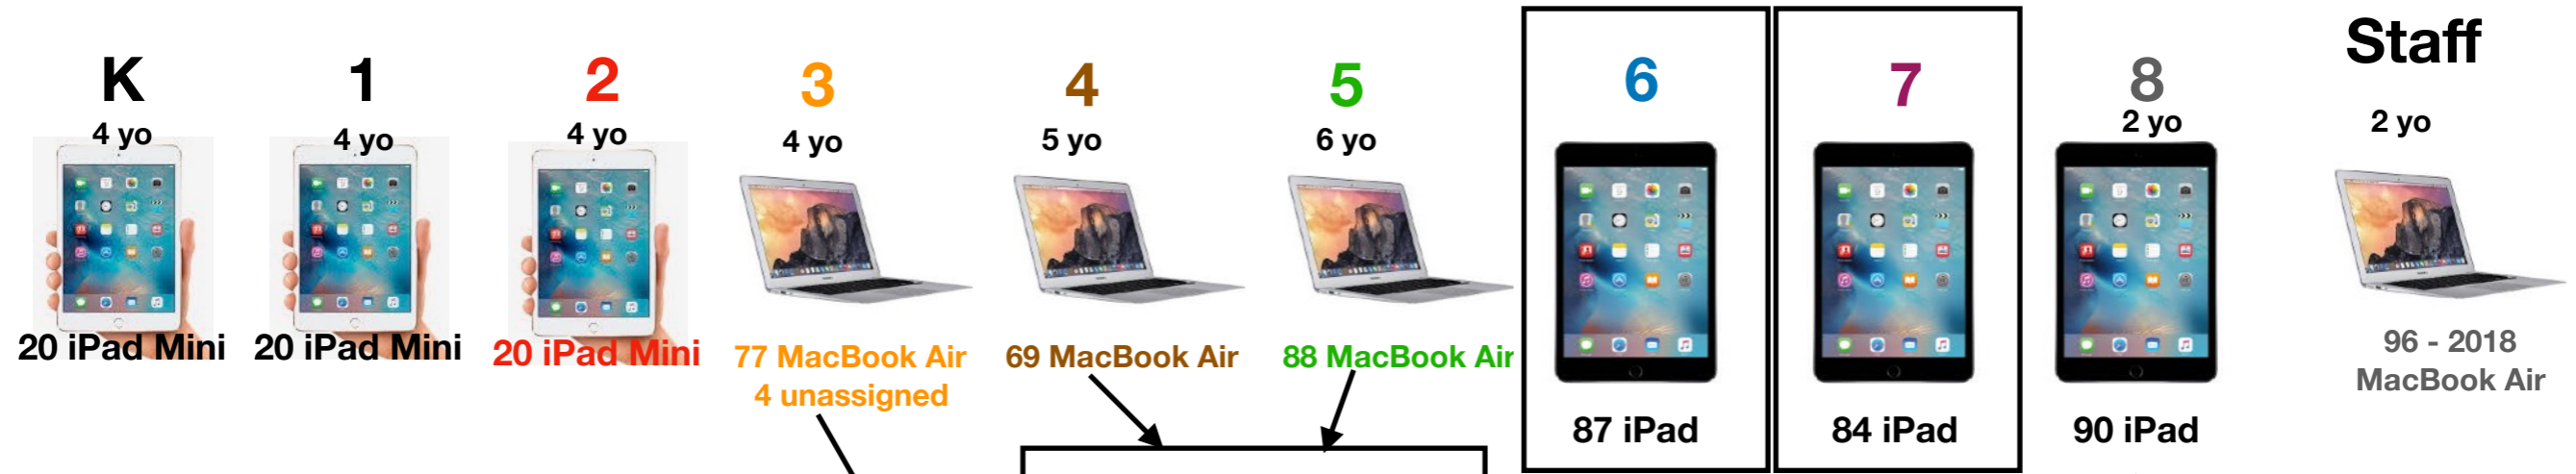 K
4 yo
20 iPad Mini
1
4 yo
20 iPad Mini
2
4 yo
20 iPad Mini
3
4 yo
77 MacBook Air
4 unassigned
4
5 yo
69 MacBook Air
5
6 yo
88 MacBook Air
6
87 iPad
7
84 iPad
8
2 yo
90 iPad
Staff
2 yo
96 - 2018
MacBook Air